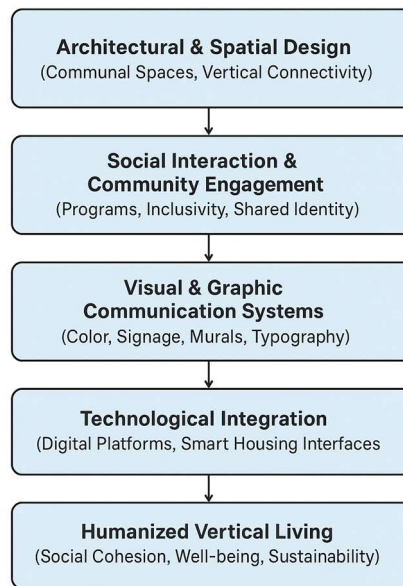 Architectural & Spatial Design
(Communal Spaces, Vertical Connectivity)
Social Interaction &
Community Engagement
(Programs, Inclusivity, Shared Identity)
Visual & Graphic
Communication Systems
(Color, Signage, Murals, Typography)
Technological Integration
(Digital Platforms, Smart Housing Interfaces
Humanized Vertical Living
(Social Cohesion, Well-being, Sustainability)